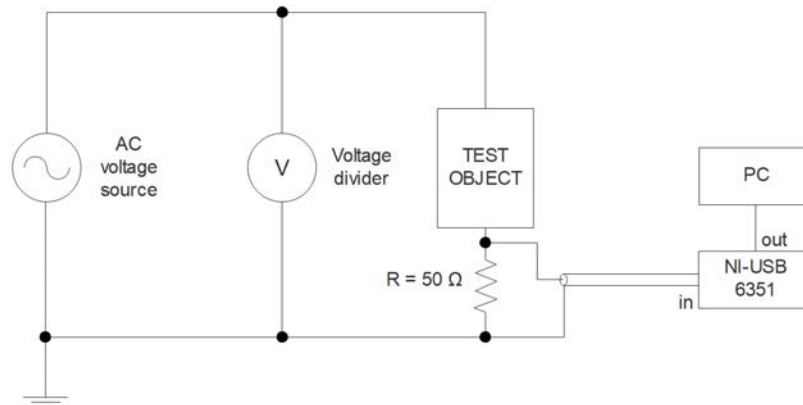 AC
voltage
source
V
Voltage
divider
TEST
OBJECT
R = 50 Ω
PC
out
NI-USB
6351
in